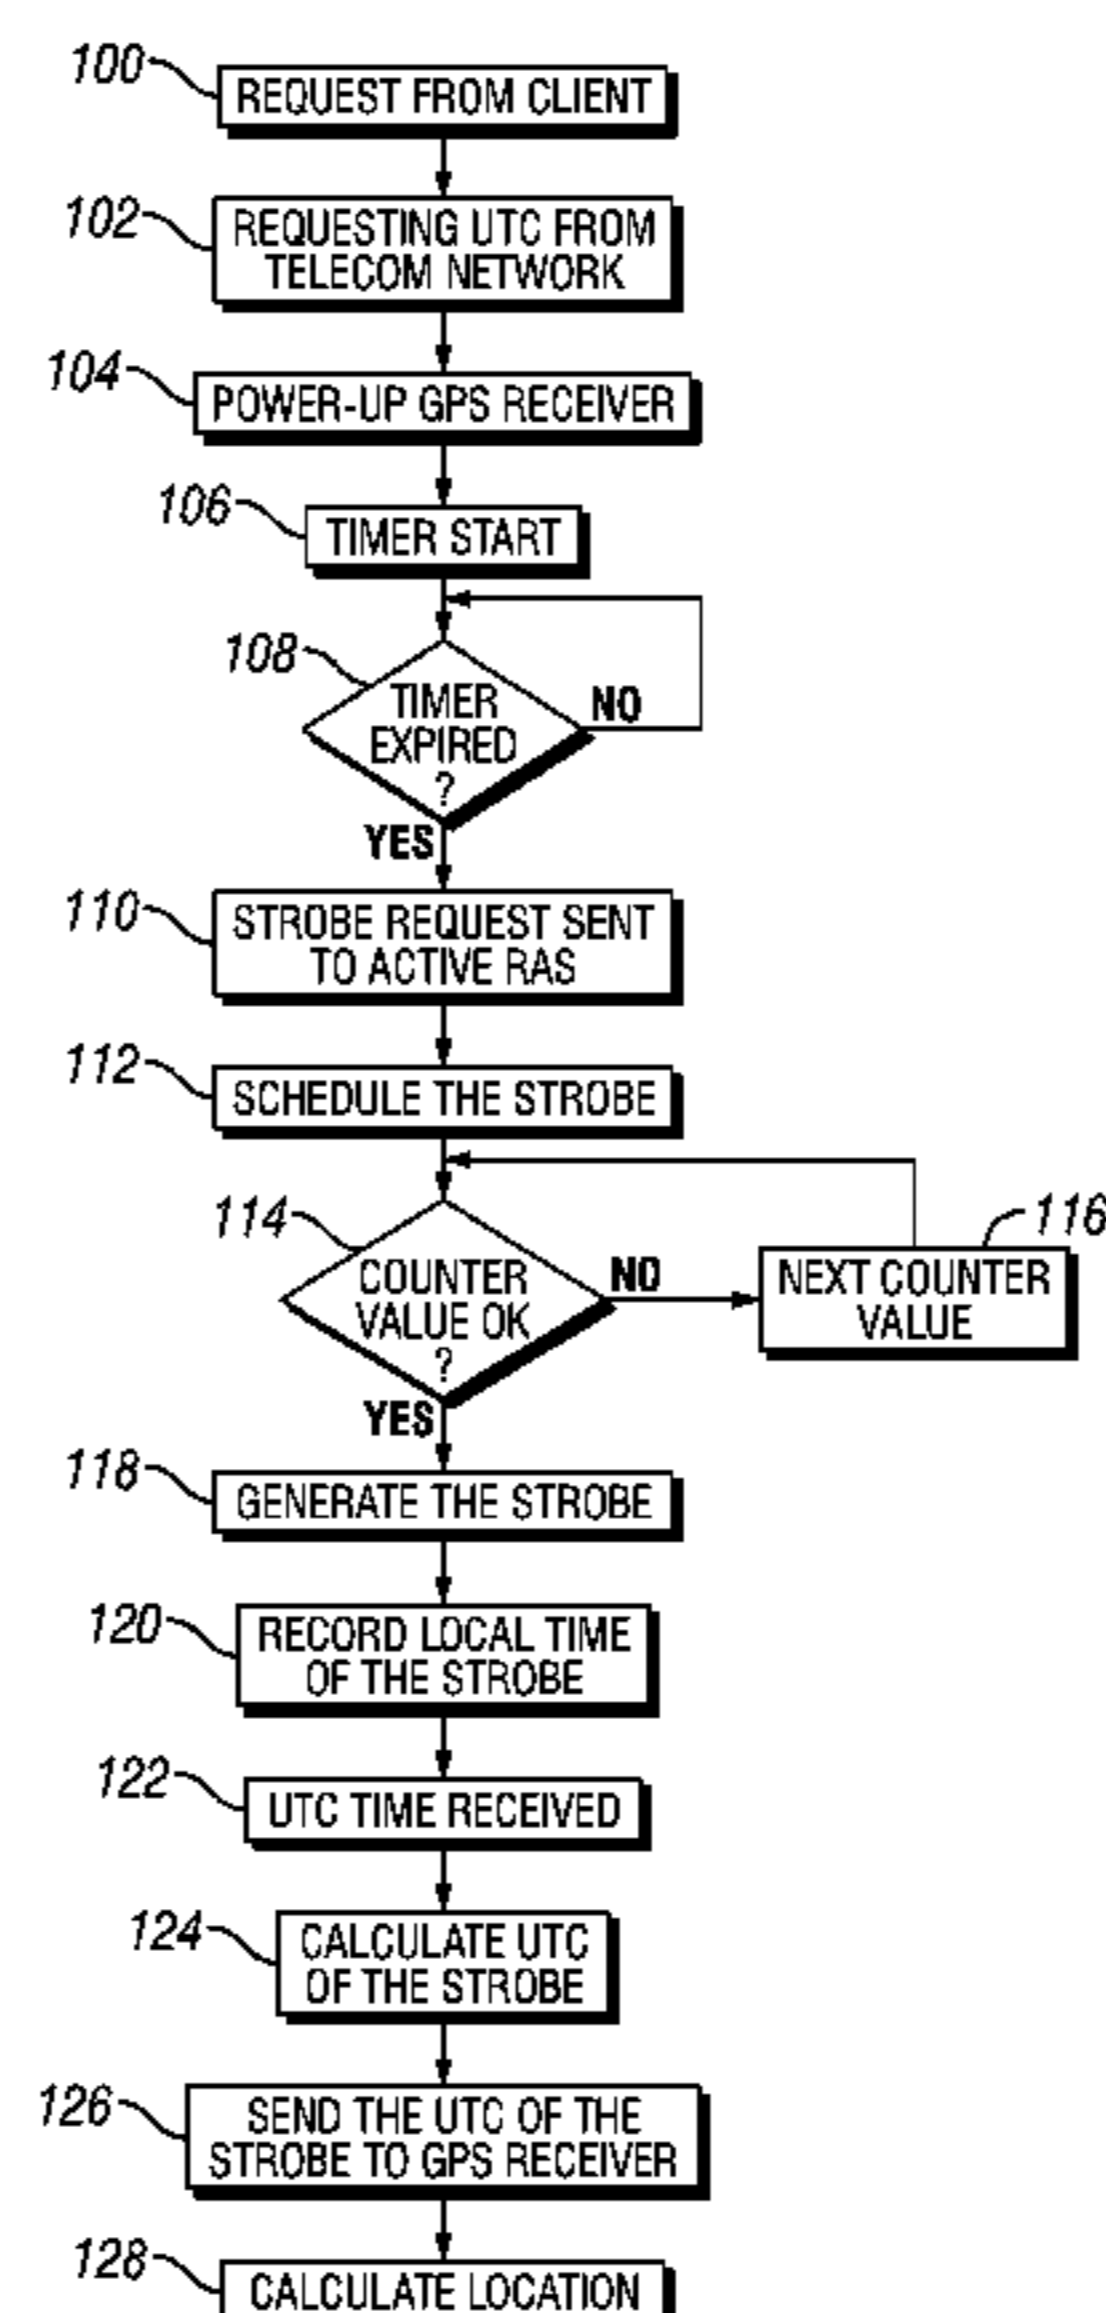 100
REQUEST FROM CLIENT
102
REQUESTING UTC FROM
TELECOM NETWORK
104
POWER-UP GPS RECEIVER
106
TIMER START
108
TIMER
EXPIRED
?
NO
YES
110
STROBE REQUEST SENT
TO ACTIVE RAS
112
SCHEDULE THE STROBE
114
COUNTER
VALUE OK
?
NO
116
NEXT COUNTER
VALUE
YES
118
GENERATE THE STROBE
120
RECORD LOCAL TIME
OF THE STROBE
122
UTC TIME RECEIVED
124
CALCULATE UTC
OF THE STROBE
126
SEND THE UTC OF THE
STROBE TO GPS RECEIVER
128
CALCULATE LOCATION